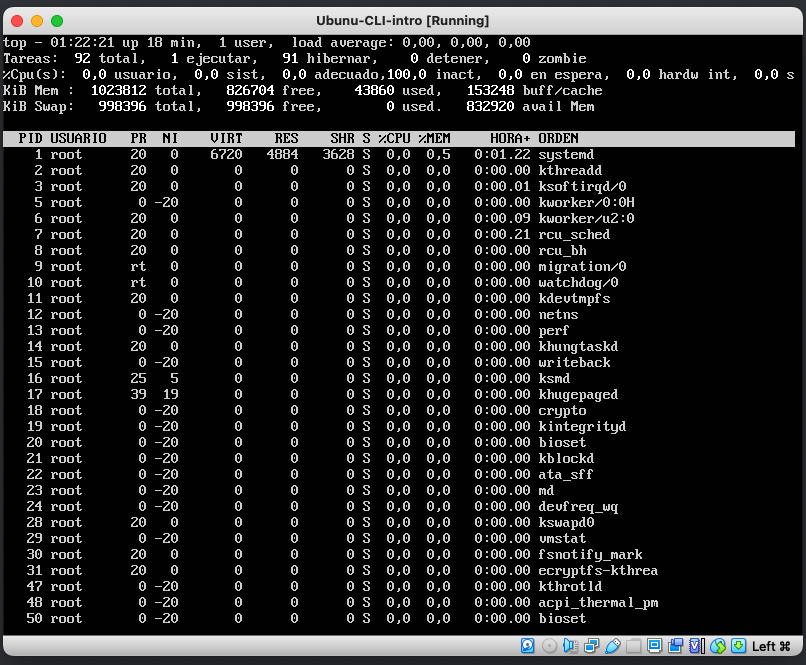 Ubunu-CLI-intro [Running]
top - 01:22:21 up 18 min,  1 user,  load average: 0,00, 0,00, 0,00
Tareas:  92 total,   1 ejecutar,   91 hibernar,    0 detener,    0 zombie
%Cpu(s):  0,0 usuario,  0,0 sist,  0,0 adecuado,100,0 inact,  0,0 en espera,  0,0 hardw int,  0,0 s
KiB Mem :  1023812 total,   826704 free,    43860 used,   153248 buff/cache
KiB Swap:   998396 total,   998396 free,        0 used.   832920 avail Mem
PID USUARIO   PR  NI    VIRT    RES    SHR S %CPU %MEM     HORA+ ORDEN
1 root      20   0    6720   4884   3628 S  0,0  0,5   0:01.22 systemd
2 root      20   0       0      0      0 S  0,0  0,0   0:00.00 kthreadd
3 root      20   0       0      0      0 S  0,0  0,0   0:00.01 ksoftirqd/0
5 root       0 -20       0      0      0 S  0,0  0,0   0:00.00 kworker/0:0H
6 root      20   0       0      0      0 S  0,0  0,0   0:00.09 kworker/u2:0
7 root      20   0       0      0      0 S  0,0  0,0   0:00.21 rcu_sched
8 root      20   0       0      0      0 S  0,0  0,0   0:00.00 rcu_bh
9 root      rt   0       0      0      0 S  0,0  0,0   0:00.00 migration/0
10 root      rt   0       0      0      0 S  0,0  0,0   0:00.00 watchdog/0
11 root      20   0       0      0      0 S  0,0  0,0   0:00.00 kdevtmpfs
12 root       0 -20       0      0      0 S  0,0  0,0   0:00.00 netns
13 root       0 -20       0      0      0 S  0,0  0,0   0:00.00 perf
14 root      20   0       0      0      0 S  0,0  0,0   0:00.00 khungtaskd
15 root       0 -20       0      0      0 S  0,0  0,0   0:00.00 writeback
16 root      25   5       0      0      0 S  0,0  0,0   0:00.00 ksmd
17 root      39  19       0      0      0 S  0,0  0,0   0:00.00 khugepaged
18 root       0 -20       0      0      0 S  0,0  0,0   0:00.00 crypto
19 root       0 -20       0      0      0 S  0,0  0,0   0:00.00 kintegrityd
20 root       0 -20       0      0      0 S  0,0  0,0   0:00.00 bioset
21 root       0 -20       0      0      0 S  0,0  0,0   0:00.00 kblockd
22 root       0 -20       0      0      0 S  0,0  0,0   0:00.00 ata_sff
23 root       0 -20       0      0      0 S  0,0  0,0   0:00.00 md
24 root       0 -20       0      0      0 S  0,0  0,0   0:00.00 devfreq_wq
28 root      20   0       0      0      0 S  0,0  0,0   0:00.00 kswapd0
29 root       0 -20       0      0      0 S  0,0  0,0   0:00.00 vmstat
30 root      20   0       0      0      0 S  0,0  0,0   0:00.00 fsnotify_mark
31 root      20   0       0      0      0 S  0,0  0,0   0:00.00 ecryptfs-kthrea
47 root       0 -20       0      0      0 S  0,0  0,0   0:00.00 kthrotld
48 root       0 -20       0      0      0 S  0,0  0,0   0:00.00 acpi_thermal_pm
50 root       0 -20       0      0      0 S  0,0  0,0   0:00.00 bioset
Left ⌘